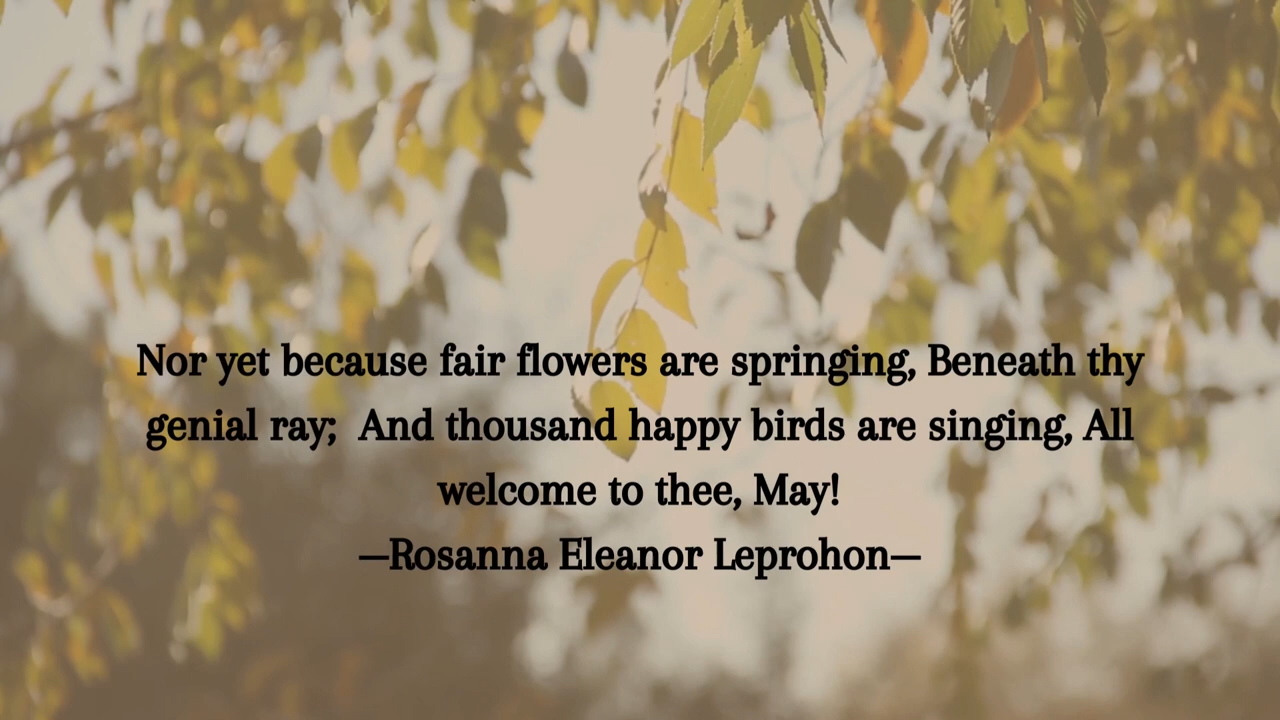 Nor yet because fair flowers are springing, Beneath thy
genial ray;  And thousand happy birds are singing, All
welcome to thee, May!
—Rosanna Eleanor Leprohon—